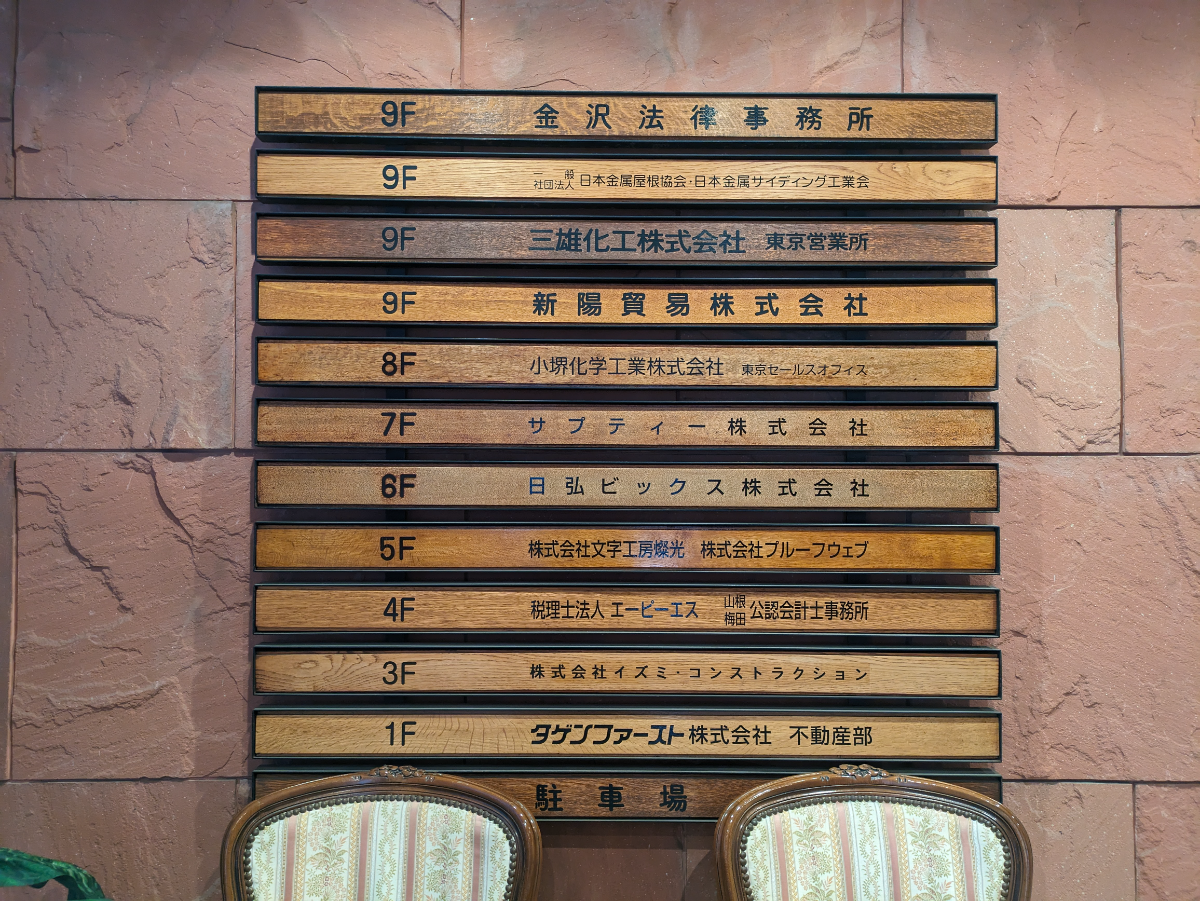 9F 金沢法律事務所
9F 一般社団法人 日本金属屋根協会・日本金属サイディング工業会
9F 三雄化工株式会社 東京営業所
9F 新陽貿易株式会社
8F 小堺化学工業株式会社 東京セールスオフィス
7F サプティー株式会社
6F 日弘ビックス株式会社
5F 株式会社文字工房燦光 株式会社プルーフウェブ
4F 税理士法人 エーピーエス 山根 梅田 公認会計士事務所
3F 株式会社イズミ・コンストラクション
1F タゲンファースト株式会社 不動産部
駐車場